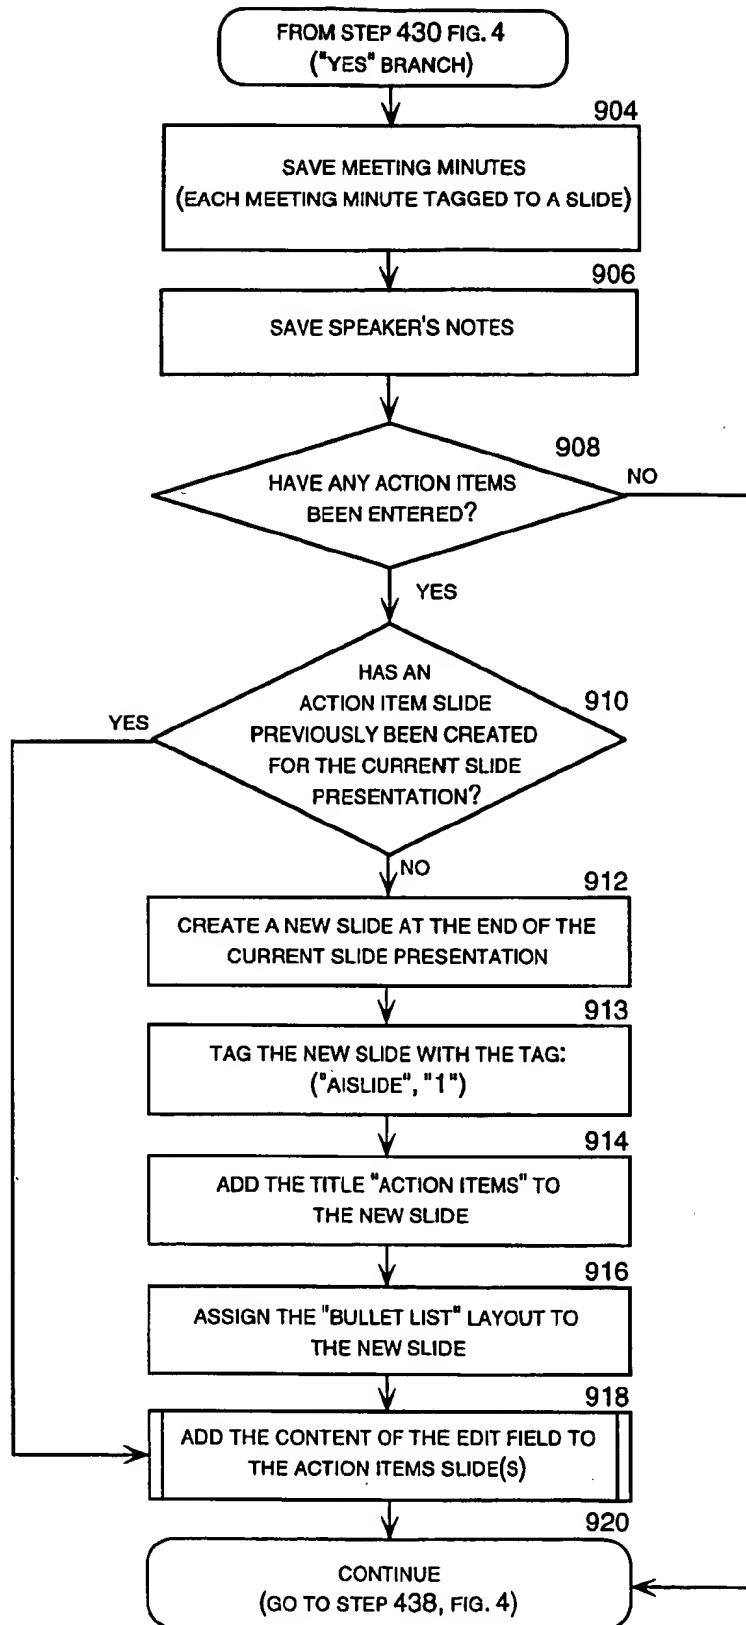 FROM STEP 430 FIG. 4
("YES" BRANCH)
904
SAVE MEETING MINUTES
(EACH MEETING MINUTE TAGGED TO A SLIDE)
906
SAVE SPEAKER'S NOTES
908
HAVE ANY ACTION ITEMS
BEEN ENTERED?
NO
YES
HAS AN
ACTION ITEM SLIDE
PREVIOUSLY BEEN CREATED
FOR THE CURRENT SLIDE
PRESENTATION?
910
YES
NO
912
CREATE A NEW SLIDE AT THE END OF THE
CURRENT SLIDE PRESENTATION
913
TAG THE NEW SLIDE WITH THE TAG:
("AISLIDE", "1")
914
ADD THE TITLE "ACTION ITEMS" TO
THE NEW SLIDE
916
ASSIGN THE "BULLET LIST" LAYOUT TO
THE NEW SLIDE
918
ADD THE CONTENT OF THE EDIT FIELD TO
THE ACTION ITEMS SLIDE(S)
920
CONTINUE
(GO TO STEP 438, FIG. 4)